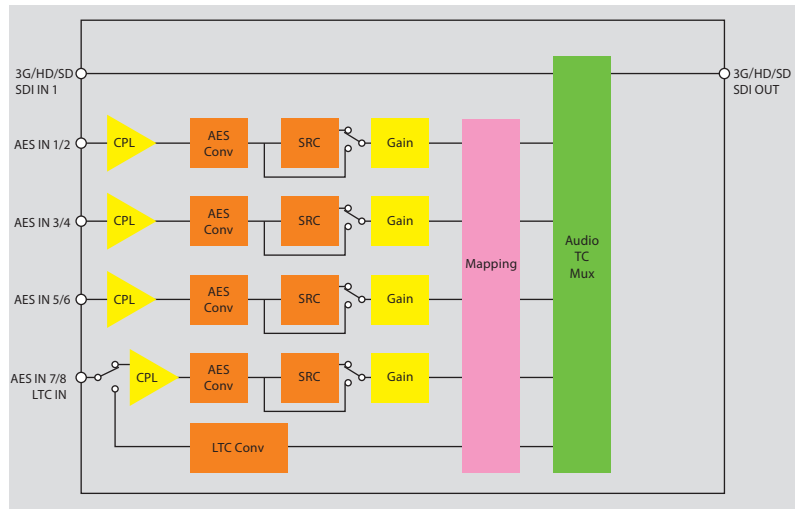 3G/HD/SD
SDI IN 1
3G/HD/SD
SDI OUT
AES IN 1/2
CPL
AES
Conv
SRC
Gain
AES IN 3/4
CPL
AES
Conv
SRC
Gain
Mapping
Audio
TC
Mux
AES IN 5/6
CPL
AES
Conv
SRC
Gain
AES IN 7/8
LTC IN
CPL
AES
Conv
SRC
Gain
LTC Conv